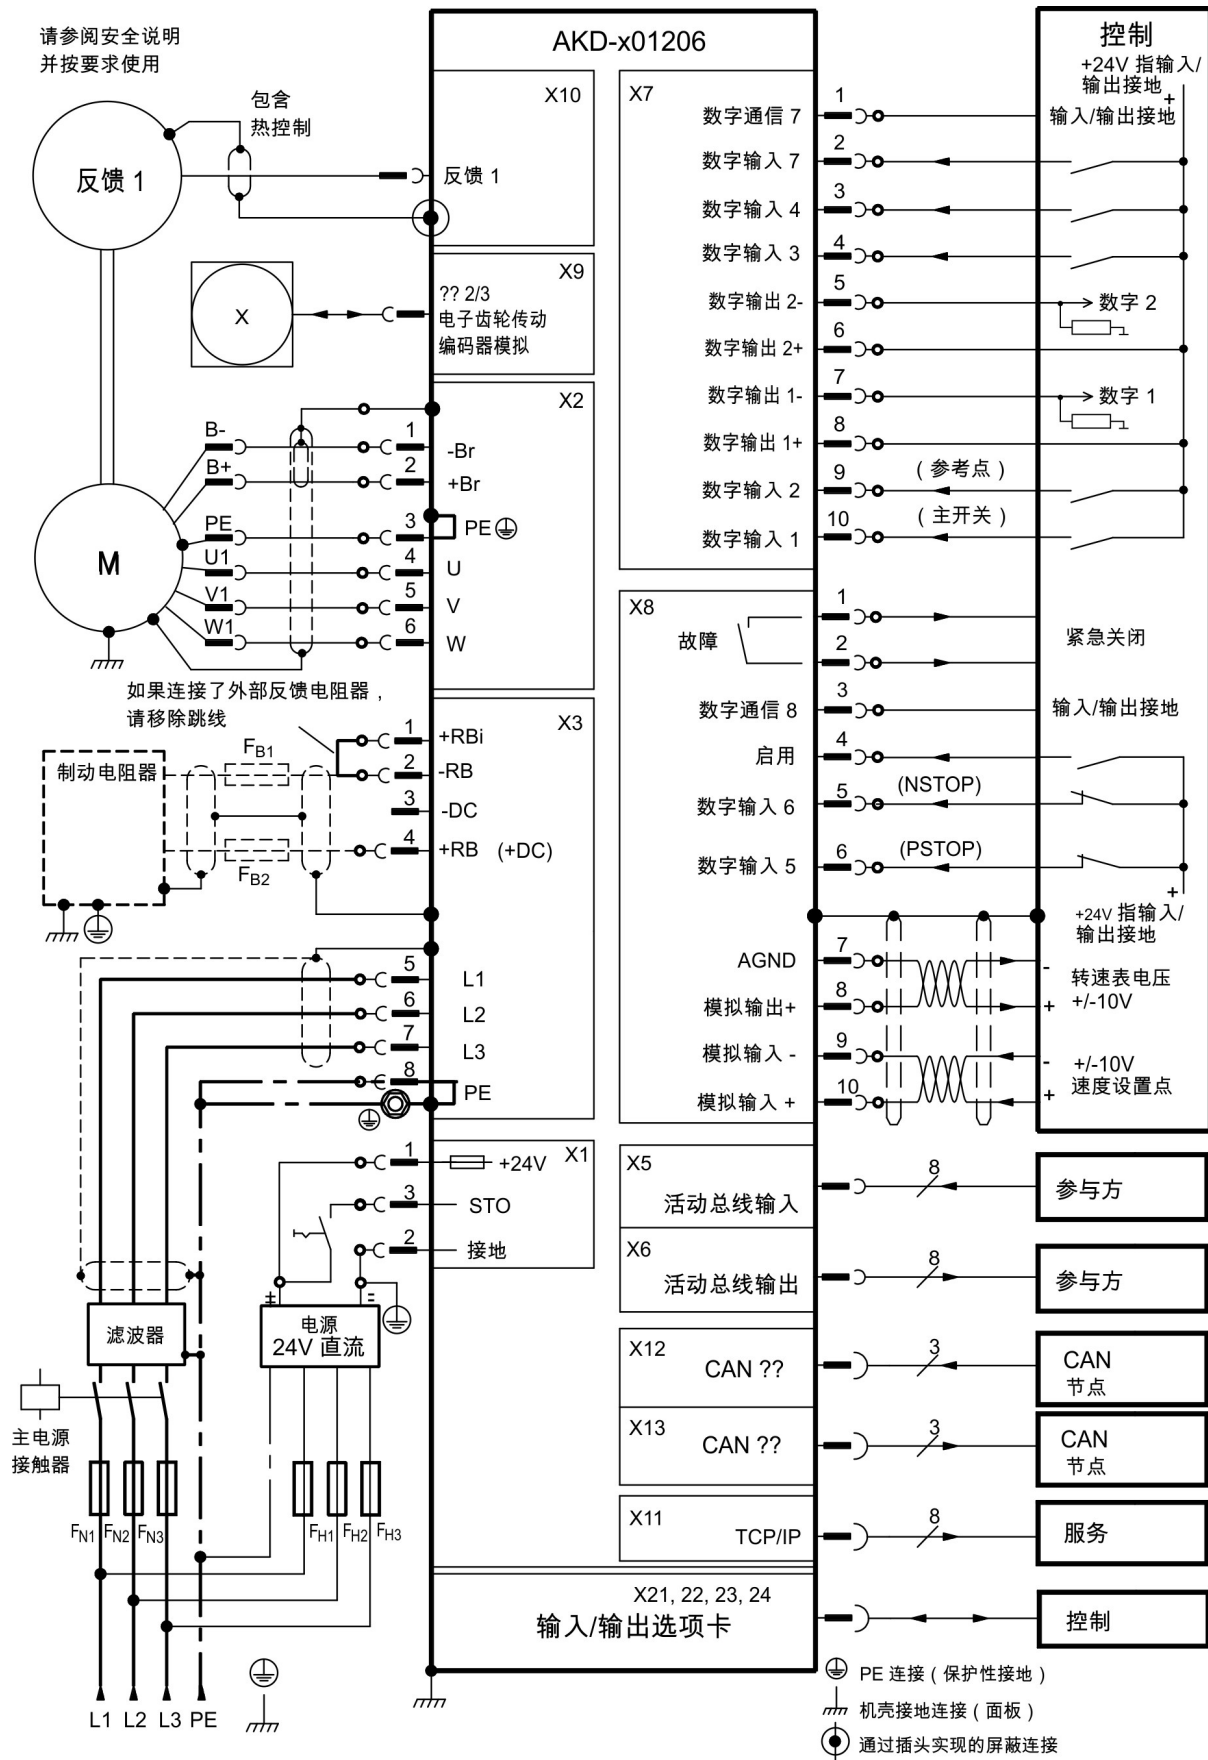 请参阅安全说明
并按要求使用
AKD-x01206
控制
+24V 指输入/
输出接地
+
输入/输出接地
包含
热控制
反馈 1
X10
反馈 1
X
X9
?? 2/3
电子齿轮传动
编码器模拟
X2
B-
1
-Br
B+
2
+Br
PE
3
PE
U1
4
U
V1
5
V
W1
6
W
M
如果连接了外部反馈电阻器，
请移除跳线
X3
制动电阻器
FB1
FB2
1
+RBi
2
-RB
3
-DC
4
+RB (+DC)
5
L1
6
L2
7
L3
8
PE
X1
1
+24V
3
STO
2
接地
+
-
电源
24V 直流
滤波器
主电源
接触器
FN1
FN2
FN3
FH1
FH2
FH3
L1
L2
L3
PE
X7
数字通信 7
1
数字输入 7
2
数字输入 4
3
数字输入 3
4
数字输出 2-
5
数字 2
数字输出 2+
6
数字输出 1-
7
数字 1
数字输出 1+
8
数字输入 2
9
(参考点)
数字输入 1
10
(主开关)
X8
故障
1
2
紧急关闭
数字通信 8
3
输入/输出接地
启用
4
数字输入 6
5
(NSTOP)
数字输入 5
6
(PSTOP)
+
+24V 指输入/
输出接地
AGND
7
-
转速表电压
+/-10V
模拟输出+
8
+
模拟输入 -
9
-
+/-10V
速度设置点
模拟输入 +
10
+
X5
活动总线输入
8
参与方
X6
活动总线输出
8
参与方
X12
CAN ??
3
CAN
节点
X13
CAN ??
3
CAN
节点
X11
TCP/IP
8
服务
X21, 22, 23, 24
输入/输出选项卡
控制
PE 连接(保护性接地)
机壳接地连接(面板)
通过插头实现的屏蔽连接